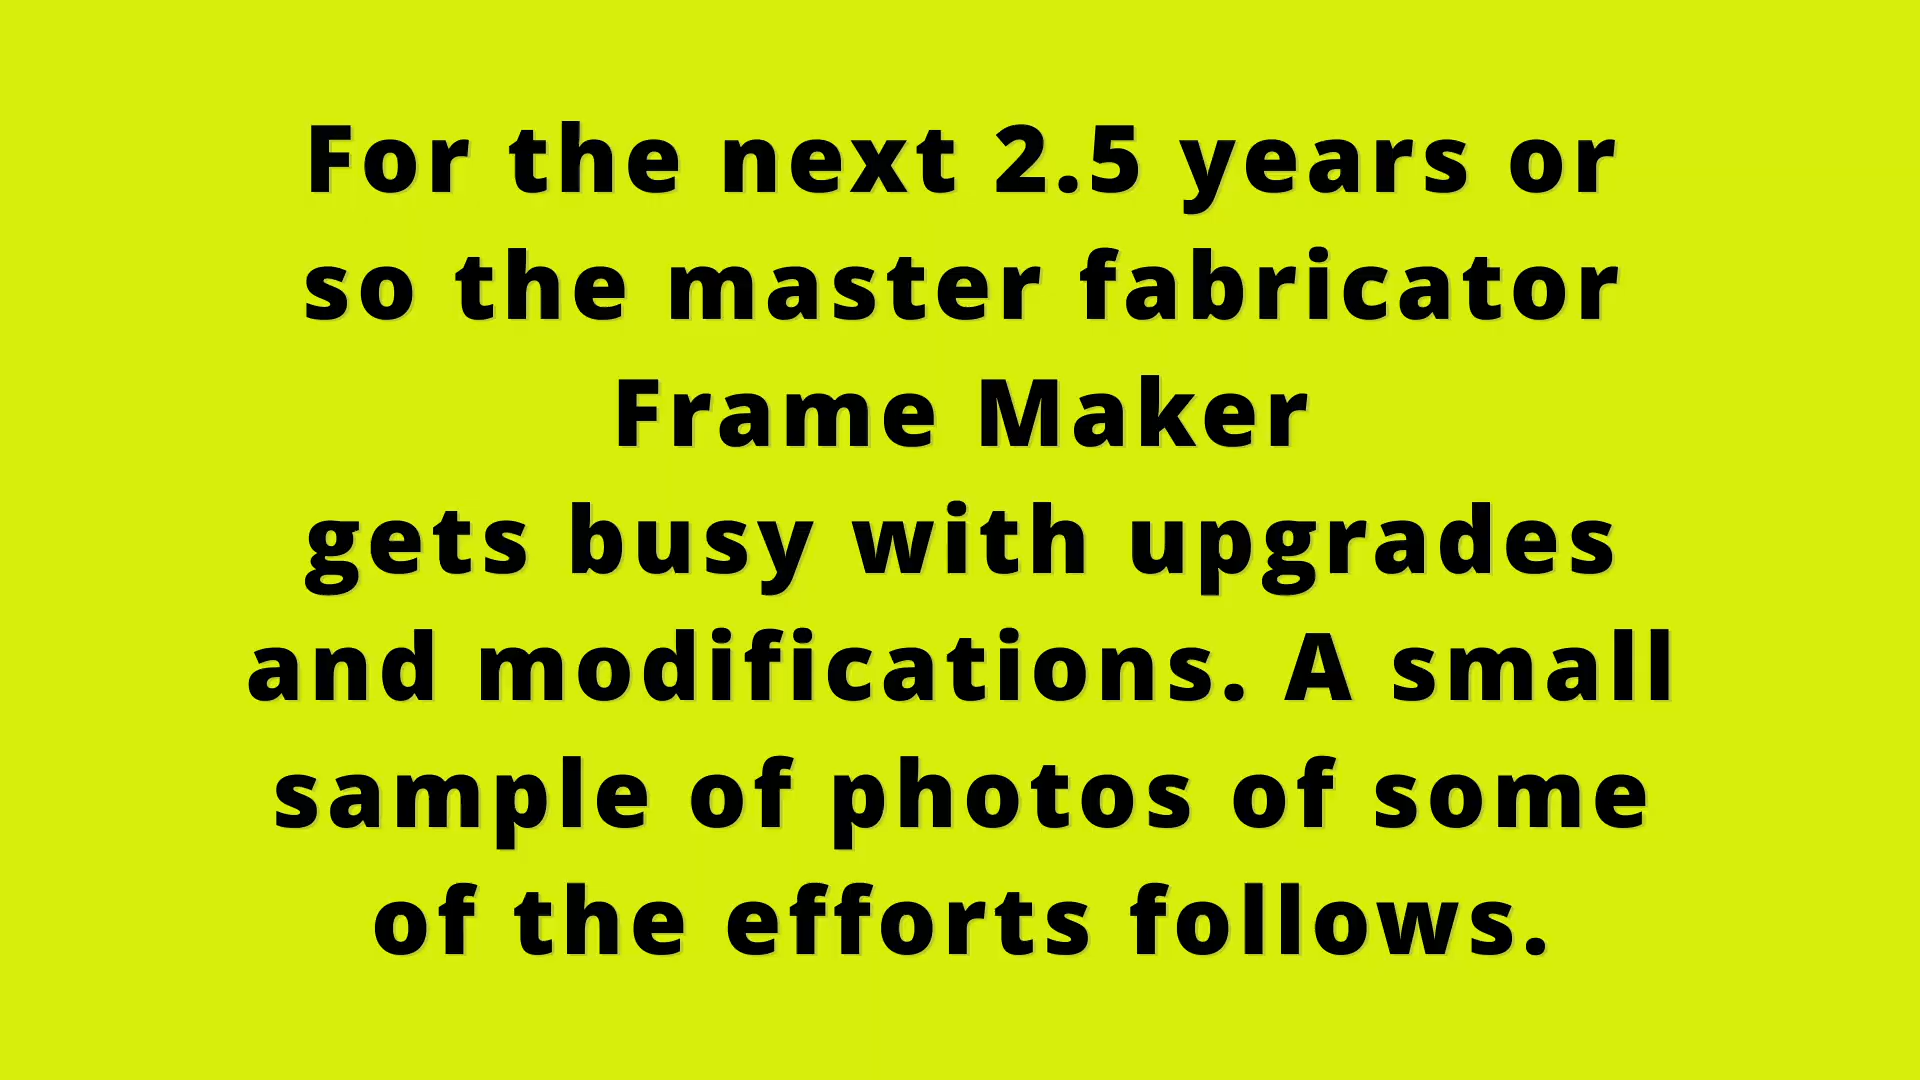 For the next 2.5 years or
so the master fabricator
Frame Maker
gets busy with upgrades
and modifications. A small
sample of photos of some
of the efforts follows.